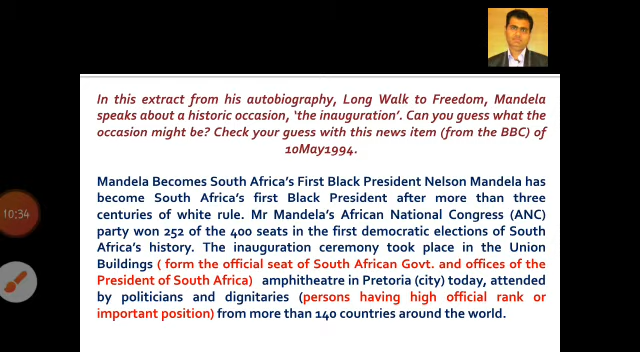 In this extract from his autobiography, Long Walk to Freedom, Mandela
speaks about a historic occasion, ‘the inauguration’. Can you guess what
the occasion might be? Check your guess with this news item (from the BBC) of
10May1994.
Mandela Becomes South Africa’s First Black President Nelson Mandela has
become South Africa’s first Black President after more than three
centuries of white rule. Mr Mandela’s African National Congress (ANC)
party won 252 of the 400 seats in the first democratic elections of South
Africa’s history. The inauguration ceremony took place in the Union
Buildings ( form the official seat of South African Govt. and offices of the
President of South Africa) amphitheatre in Pretoria (city) today, attended
by politicians and dignitaries (persons having high official rank or
important position) from more than 140 countries around the world.
10:34